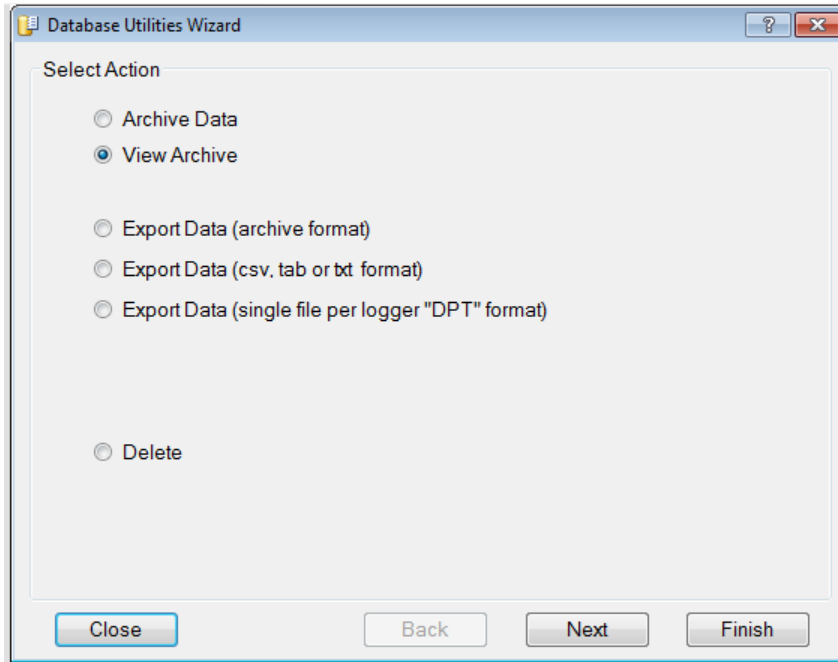 Database Utilities Wizard
Select Action
Archive Data
View Archive
Export Data (archive format)
Export Data (csv, tab or txt format)
Export Data (single file per logger "DPT" format)
Delete
Close Back Next Finish